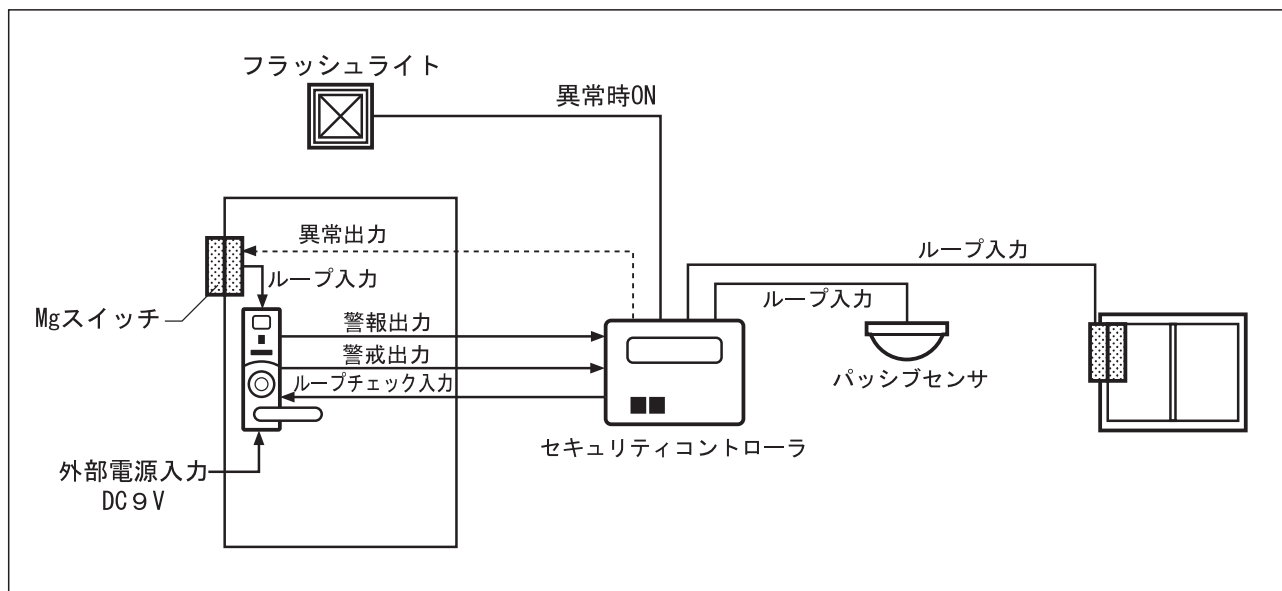 フラッシュライト
異常時ON
異常出力
ループ入力
ループ入力
ループ入力
Mgスイッチ
警報出力
警戒出力
ループチェック入力
パッシブセンサ
セキュリティコントローラ
外部電源入力
DC９V